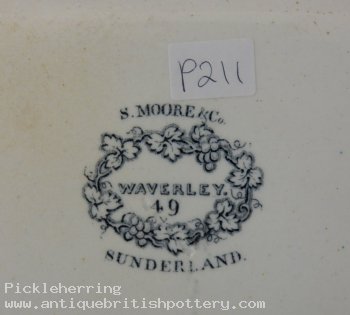 P211
S. MOORE & Co.
WAVERLEY.
49
SUNDERLAND.
Pickleherring
www.antiquebritishpottery.com